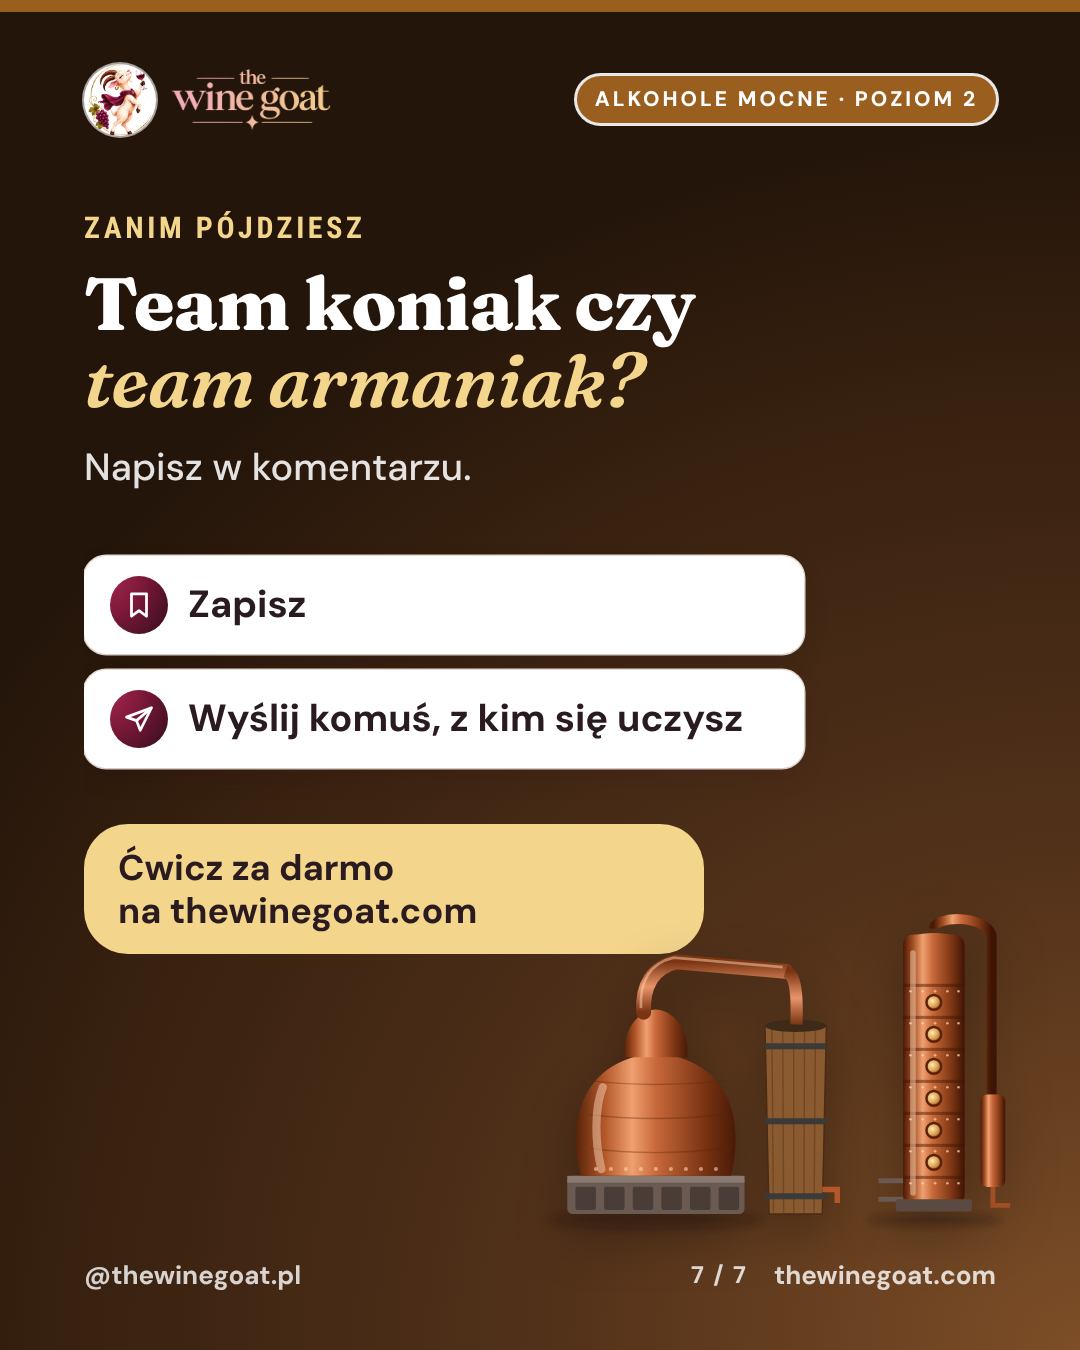 the
wine goat
ALKOHOLE MOCNE · POZIOM 2
ZANIM PÓJDZIESZ
Team koniak czy
team armaniak?
Napisz w komentarzu.
Zapisz
Wyślij komuś, z kim się uczysz
Ćwicz za darmo
na thewinegoat.com
@thewinegoat.pl
7 / 7
thewinegoat.com